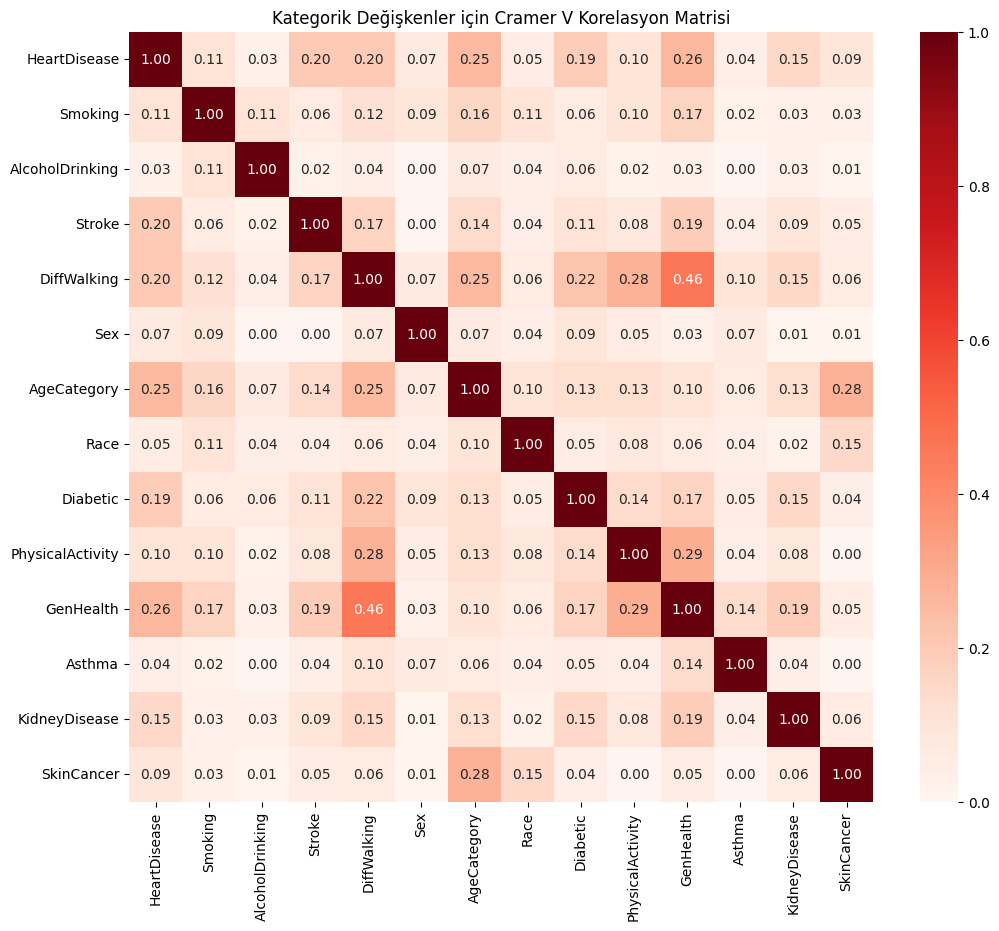 Kategorik Değişkenler için Cramer V Korelasyon Matrisi
HeartDisease 1.00 0.11 0.03 0.20 0.20 0.07 0.25 0.05 0.19 0.10 0.26 0.04 0.15 0.09
Smoking 0.11 1.00 0.11 0.06 0.12 0.09 0.16 0.11 0.06 0.10 0.17 0.02 0.03 0.03
AlcoholDrinking 0.03 0.11 1.00 0.02 0.04 0.00 0.07 0.04 0.06 0.02 0.03 0.00 0.03 0.01
Stroke 0.20 0.06 0.02 1.00 0.17 0.00 0.14 0.04 0.11 0.08 0.19 0.04 0.09 0.05
DiffWalking 0.20 0.12 0.04 0.17 1.00 0.07 0.25 0.06 0.22 0.28 0.46 0.10 0.15 0.06
Sex 0.07 0.09 0.00 0.00 0.07 1.00 0.07 0.04 0.09 0.05 0.03 0.07 0.01 0.01
AgeCategory 0.25 0.16 0.07 0.14 0.25 0.07 1.00 0.10 0.13 0.13 0.10 0.06 0.13 0.28
Race 0.05 0.11 0.04 0.04 0.06 0.04 0.10 1.00 0.05 0.08 0.06 0.04 0.02 0.15
Diabetic 0.19 0.06 0.06 0.11 0.22 0.09 0.13 0.05 1.00 0.14 0.17 0.05 0.15 0.04
PhysicalActivity 0.10 0.10 0.02 0.08 0.28 0.05 0.13 0.08 0.14 1.00 0.29 0.04 0.08 0.00
GenHealth 0.26 0.17 0.03 0.19 0.46 0.03 0.10 0.06 0.17 0.29 1.00 0.14 0.19 0.05
Asthma 0.04 0.02 0.00 0.04 0.10 0.07 0.06 0.04 0.05 0.04 0.14 1.00 0.04 0.00
KidneyDisease 0.15 0.03 0.03 0.09 0.15 0.01 0.13 0.02 0.15 0.08 0.19 0.04 1.00 0.06
SkinCancer 0.09 0.03 0.01 0.05 0.06 0.01 0.28 0.15 0.04 0.00 0.05 0.00 0.06 1.00
HeartDisease
Smoking
AlcoholDrinking
Stroke
DiffWalking
Sex
AgeCategory
Race
Diabetic
PhysicalActivity
GenHealth
Asthma
KidneyDisease
SkinCancer
1.0
0.8
0.6
0.4
0.2
0.0